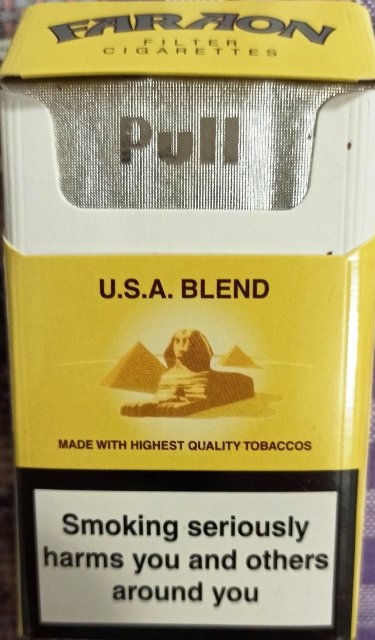 FARAON
FILTER
CIGARETTES
Pull
U.S.A. BLEND
MADE WITH HIGHEST QUALITY TOBACCOS
Smoking seriously
harms you and others
around you